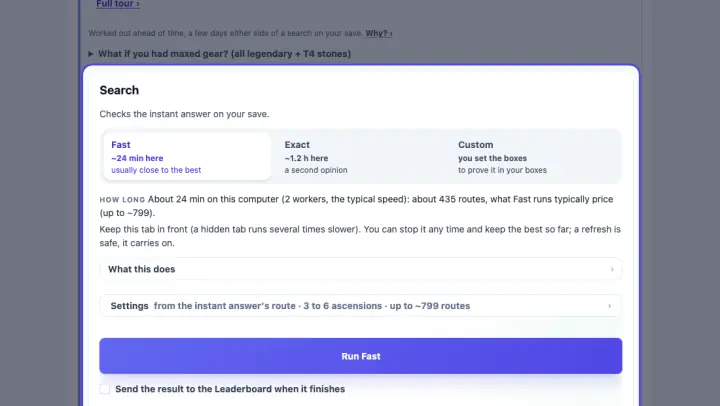 Full tour ›
Worked out ahead of time, a few days either side of a search on your save. Why? ›
▶ What if you had maxed gear? (all legendary + T4 stones)
Search
Checks the instant answer on your save.
Fast
~24 min here
usually close to the best
Exact
~1.2 h here
a second opinion
Custom
you set the boxes
to prove it in your boxes
HOW LONG About 24 min on this computer (2 workers, the typical speed): about 435 routes, what Fast runs typically price
(up to ~799).
Keep this tab in front (a hidden tab runs several times slower). You can stop it any time and keep the best so far; a refresh is
safe, it carries on.
What this does ›
Settings from the instant answer's route · 3 to 6 ascensions · up to ~799 routes ›
Run Fast
Send the result to the Leaderboard when it finishes